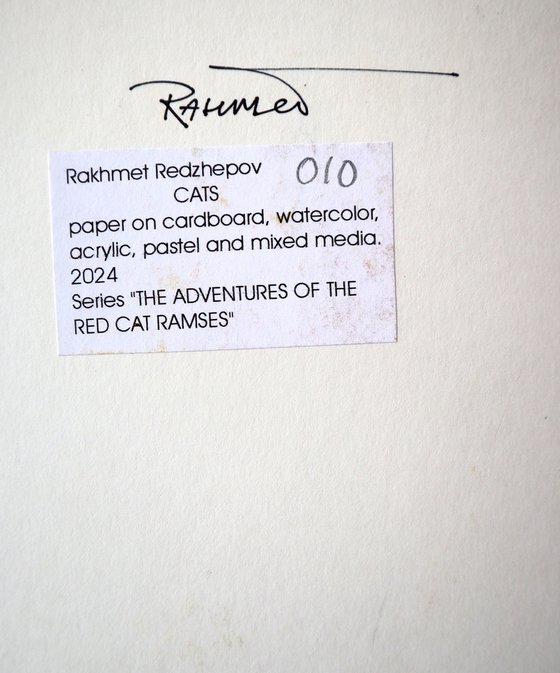 RAHMET
Rakhmet Redzhepov 010
CATS
paper on cardboard, watercolor,
acrylic, pastel and mixed media.
2024
Series "THE ADVENTURES OF THE
RED CAT RAMSES"